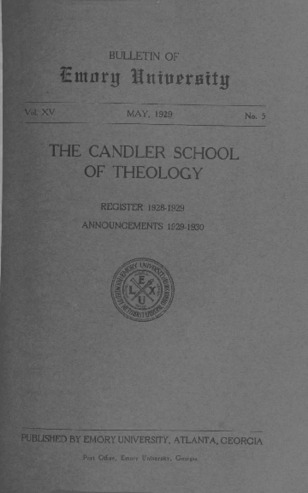 BULLETIN OF
Emory University
Vol. XV MAY, 1929 No. 5
THE CANDLER SCHOOL
OF THEOLOGY
REGISTER 1928-1929
ANNOUNCEMENTS 1929-1930
E
L X
U
PUBLISHED BY EMORY UNIVERSITY, ATLANTA, GEORGIA
Post Office, Emory University, Georgia